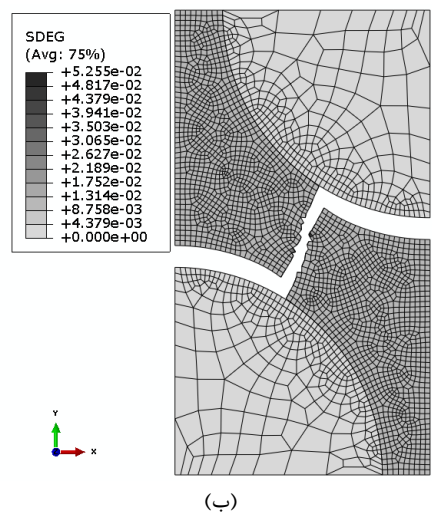 SDEG
(Avg: 75%)
+5.255e-02
+4.817e-02
+4.379e-02
+3.941e-02
+3.503e-02
+3.065e-02
+2.627e-02
+2.189e-02
+1.752e-02
+1.314e-02
+8.758e-03
+4.379e-03
+0.000e+00
Y
X
(ب)